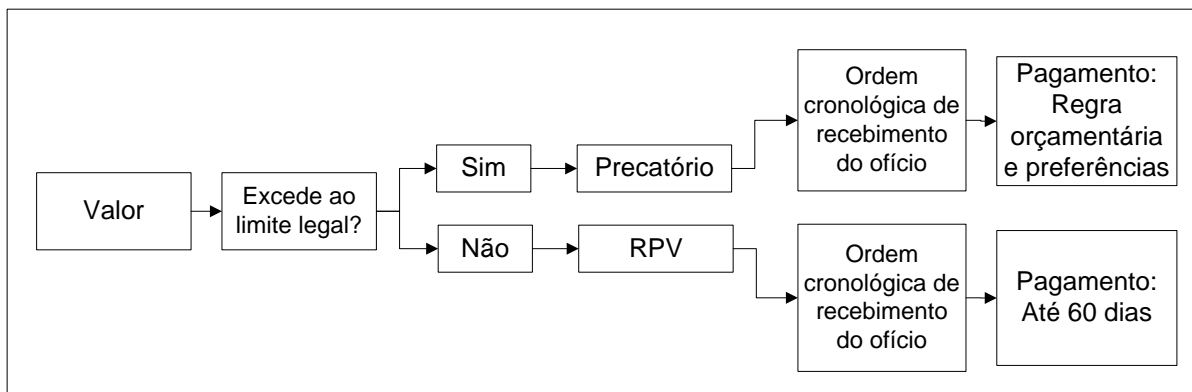 Valor
Excede ao
limite legal?
Sim
Precatório
Ordem
cronológica de
recebimento
do ofício
Pagamento:
Regra
orçamentária
e preferências
Não
RPV
Ordem
cronológica de
recebimento
do ofício
Pagamento:
Até 60 dias